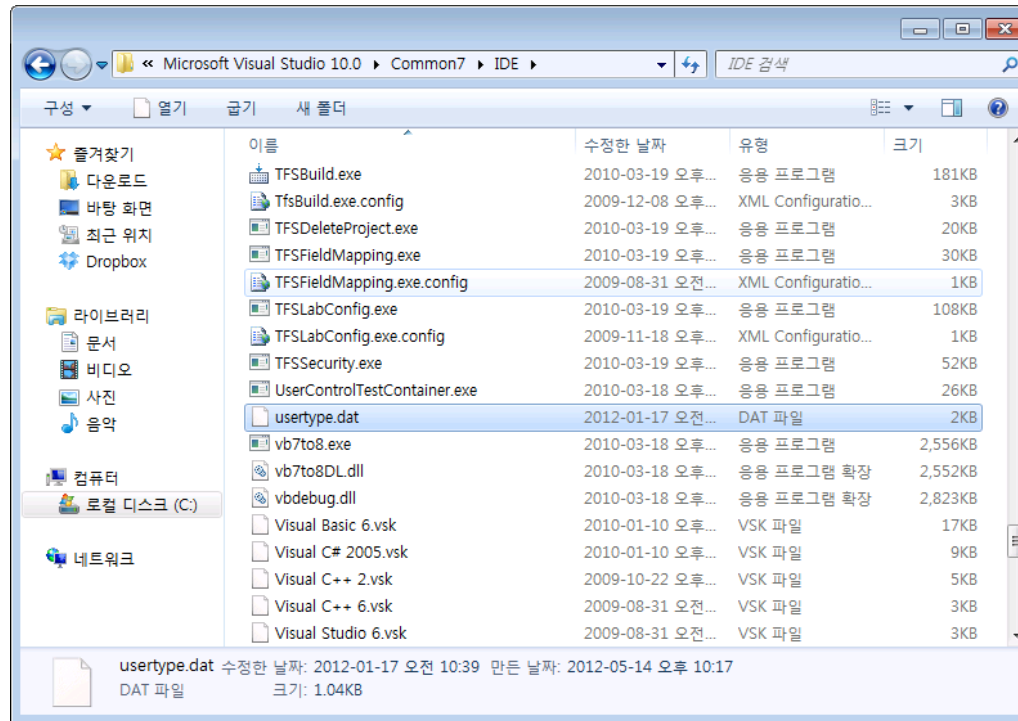 « Microsoft Visual Studio 10.0 ▸ Common7 ▸ IDE ▸ IDE 검색
구성 ▼ 열기 굽기 새 폴더
즐겨찾기
다운로드
바탕 화면
최근 위치
Dropbox
라이브러리
문서
비디오
사진
음악
컴퓨터
로컬 디스크 (C:)
네트워크
이름 수정한 날짜 유형 크기
TFSBuild.exe 2010-03-19 오후... 응용 프로그램 181KB
TfsBuild.exe.config 2009-12-08 오후... XML Configuratio... 3KB
TFSDeleteProject.exe 2010-03-19 오후... 응용 프로그램 20KB
TFSFieldMapping.exe 2010-03-19 오후... 응용 프로그램 30KB
TFSFieldMapping.exe.config 2009-08-31 오전... XML Configuratio... 1KB
TFSLabConfig.exe 2010-03-19 오후... 응용 프로그램 108KB
TFSLabConfig.exe.config 2009-11-18 오후... XML Configuratio... 1KB
TFSSecurity.exe 2010-03-19 오후... 응용 프로그램 52KB
UserControlTestContainer.exe 2010-03-18 오후... 응용 프로그램 26KB
usertype.dat 2012-01-17 오전... DAT 파일 2KB
vb7to8.exe 2010-03-18 오후... 응용 프로그램 2,556KB
vb7to8DL.dll 2010-03-18 오후... 응용 프로그램 확장 2,552KB
vbdebug.dll 2010-03-18 오후... 응용 프로그램 확장 2,823KB
Visual Basic 6.vsk 2010-01-10 오후... VSK 파일 17KB
Visual C# 2005.vsk 2010-01-10 오후... VSK 파일 9KB
Visual C++ 2.vsk 2009-10-22 오후... VSK 파일 5KB
Visual C++ 6.vsk 2009-08-31 오전... VSK 파일 3KB
Visual Studio 6.vsk 2009-08-31 오전... VSK 파일 3KB
usertype.dat 수정한 날짜: 2012-01-17 오전 10:39 만든 날짜: 2012-05-14 오후 10:17
DAT 파일 크기: 1.04KB